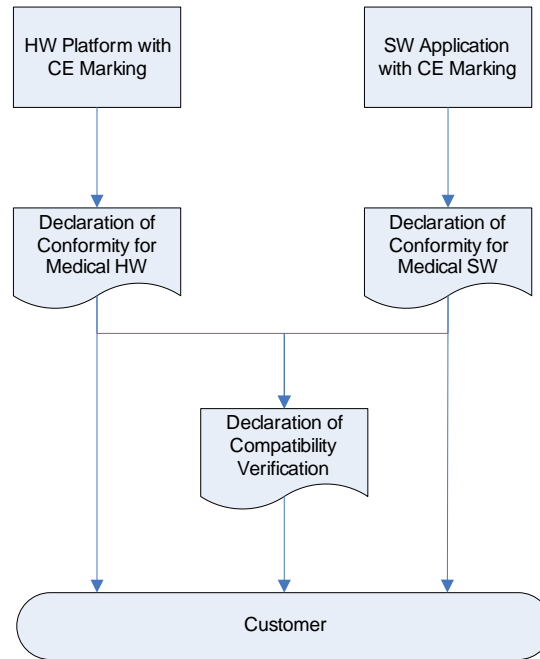 HW Platform with
CE Marking
SW Application
with CE Marking
Declaration of
Conformity for
Medical HW
Declaration of
Conformity for
Medical SW
Declaration of
Compatibility
Verification
Customer